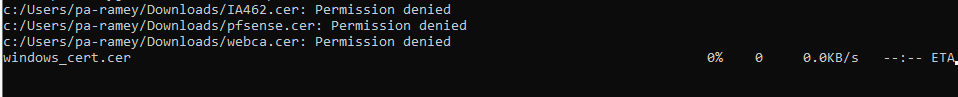 c:/Users/pa-ramey/Downloads/IA462.cer: Permission denied
c:/Users/pa-ramey/Downloads/pfsense.cer: Permission denied
c:/Users/pa-ramey/Downloads/webca.cer: Permission denied
windows_cert.cer 0% 0 0.0KB/s --:-- ETA